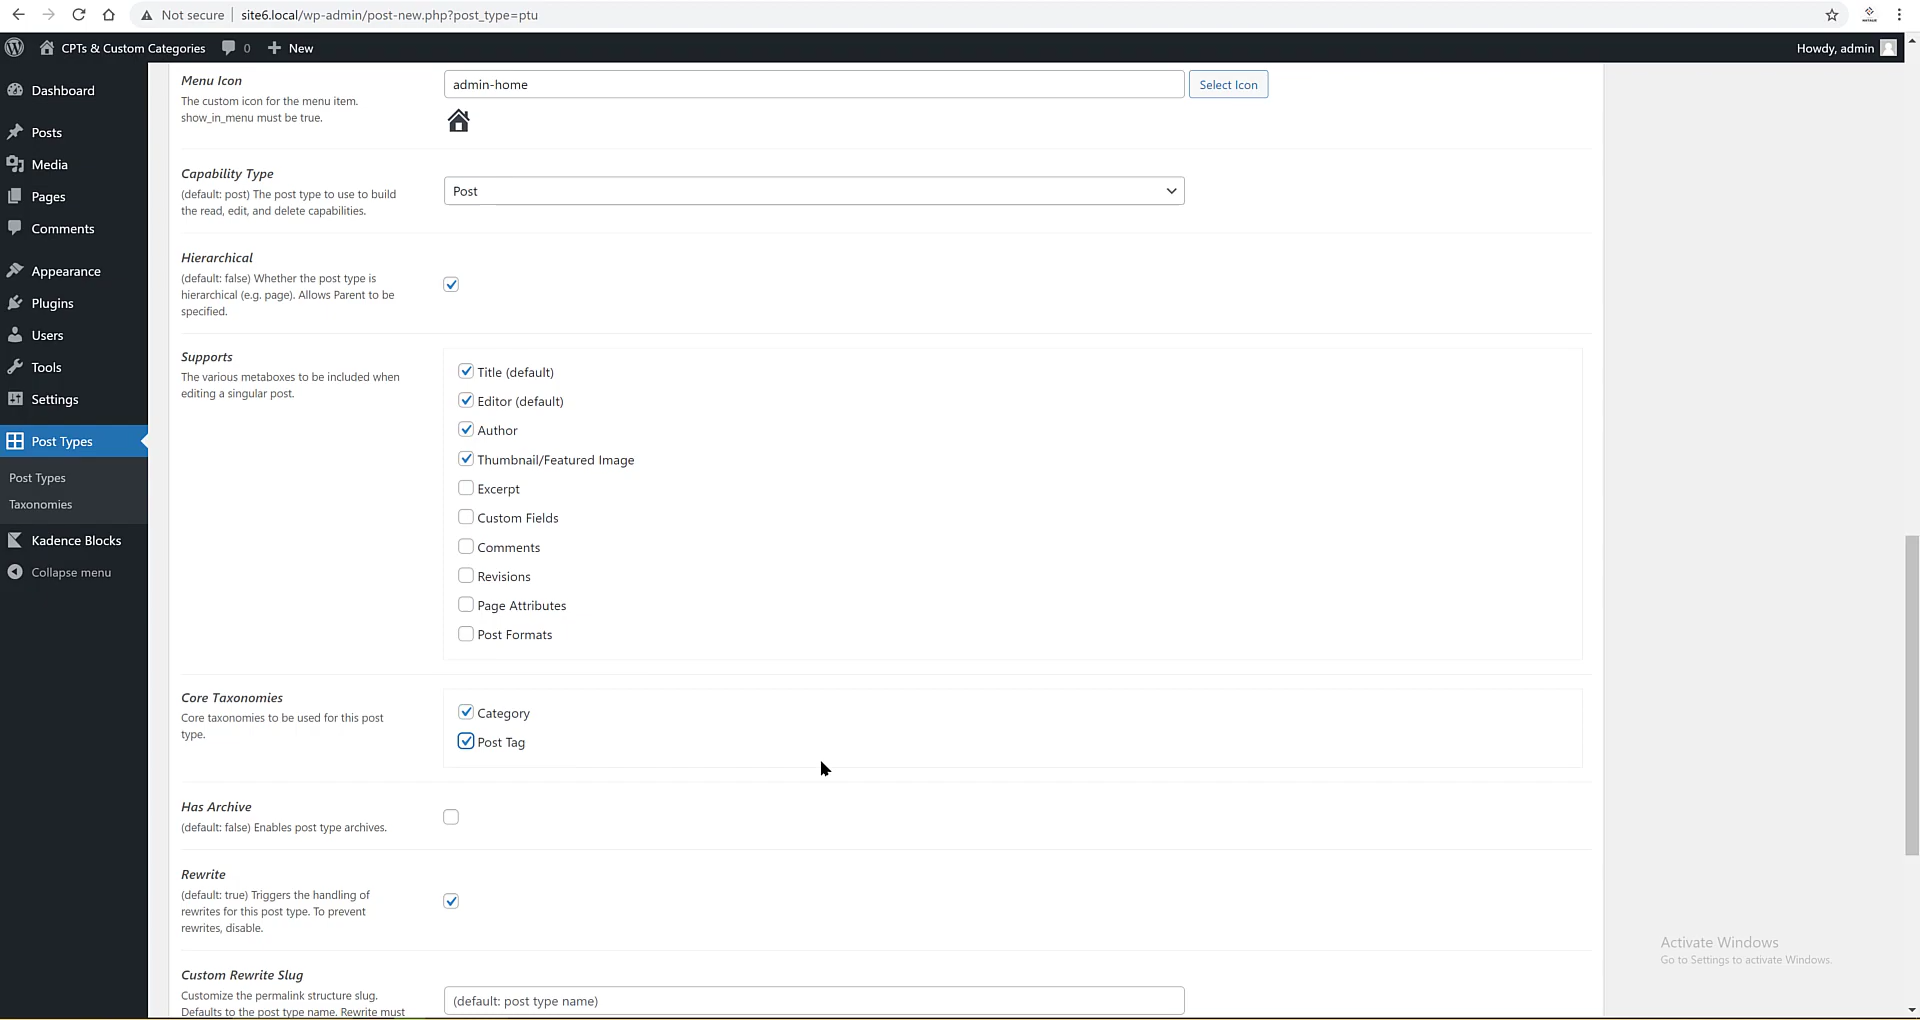 Not secure
site6.local/wp-admin/post-new.php?post_type=ptu
CPTs & Custom Categories
0
New
Howdy, admin
Dashboard
Posts
Media
Pages
Comments
Appearance
Plugins
Users
Tools
Settings
Post Types
Post Types
Taxonomies
Kadence Blocks
Collapse menu
Menu Icon
The custom icon for the menu item.
show_in_menu must be true.
admin-home
Select Icon
Capability Type
(default: post) The post type to use to build
the read, edit, and delete capabilities.
Post
Hierarchical
(default: false) Whether the post type is
hierarchical (e.g. page). Allows Parent to be
specified.
Supports
The various metaboxes to be included when
editing a singular post.
Title (default)
Editor (default)
Author
Thumbnail/Featured Image
Excerpt
Custom Fields
Comments
Revisions
Page Attributes
Post Formats
Core Taxonomies
Core taxonomies to be used for this post
type.
Category
Post Tag
Has Archive
(default: false) Enables post type archives.
Rewrite
(default: true) Triggers the handling of
rewrites for this post type. To prevent
rewrites, disable.
Custom Rewrite Slug
Customize the permalink structure slug.
Defaults to the post type name. Rewrite must
(default: post type name)
Activate Windows
Go to Settings to activate Windows.